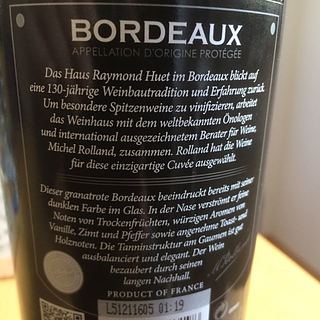 BORDEAUX
APPELLATION D'ORIGINE PROTÉGÉE
Das Haus Raymond Huet im Bordeaux blickt auf
eine 130-jährige Weinbautradition und Erfahrung zurück.
Um besondere Spitzenweine zu vinifizieren, arbeitet
das Weinhaus mit dem weltbekannten Önologen
und international ausgezeichnetem Berater für Weine,
Michel Rolland, zusammen. Rolland hat die Weine
für diese einzigartige Cuvée ausgewählt.
Dieser granatrote Bordeaux beeindruckt bereits mit seiner
dunklen Farbe im Glas. In der Nase verströmt er feine
Noten von Trockenfrüchten, würzigen Aromen von
Vanille, Zimt und Pfeffer sowie angenehme Toast- und
Holznoten. Die Tanninstruktur am Gaumen ist gut
ausbalanciert und elegant. Der Wein
bezaubert durch seinen
langen Nachhall.
PRODUCT OF FRANCE
L51211605 01:19